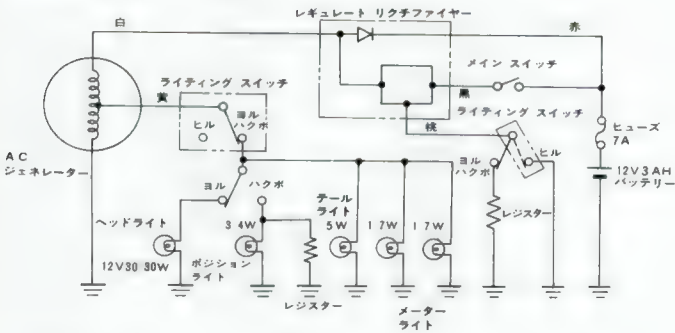 レギュレート リクチファイヤー
白
赤
ライティング スイッチ
メイン スイッチ
黄
黒
ヨル
ハクボ
ヒル
ライティング スイッチ
桃
ヒューズ
7A
AC
ジェネレーター
ヨル
ハクボ
ヒル
12V3AH
バッテリー
ヨル
ハクボ
テール
ライト
レジスター
ヘッドライト
3 4W
5W
1 7W
1 7W
12V30 30W
ポジション
ライト
レジスター
メーター
ライト